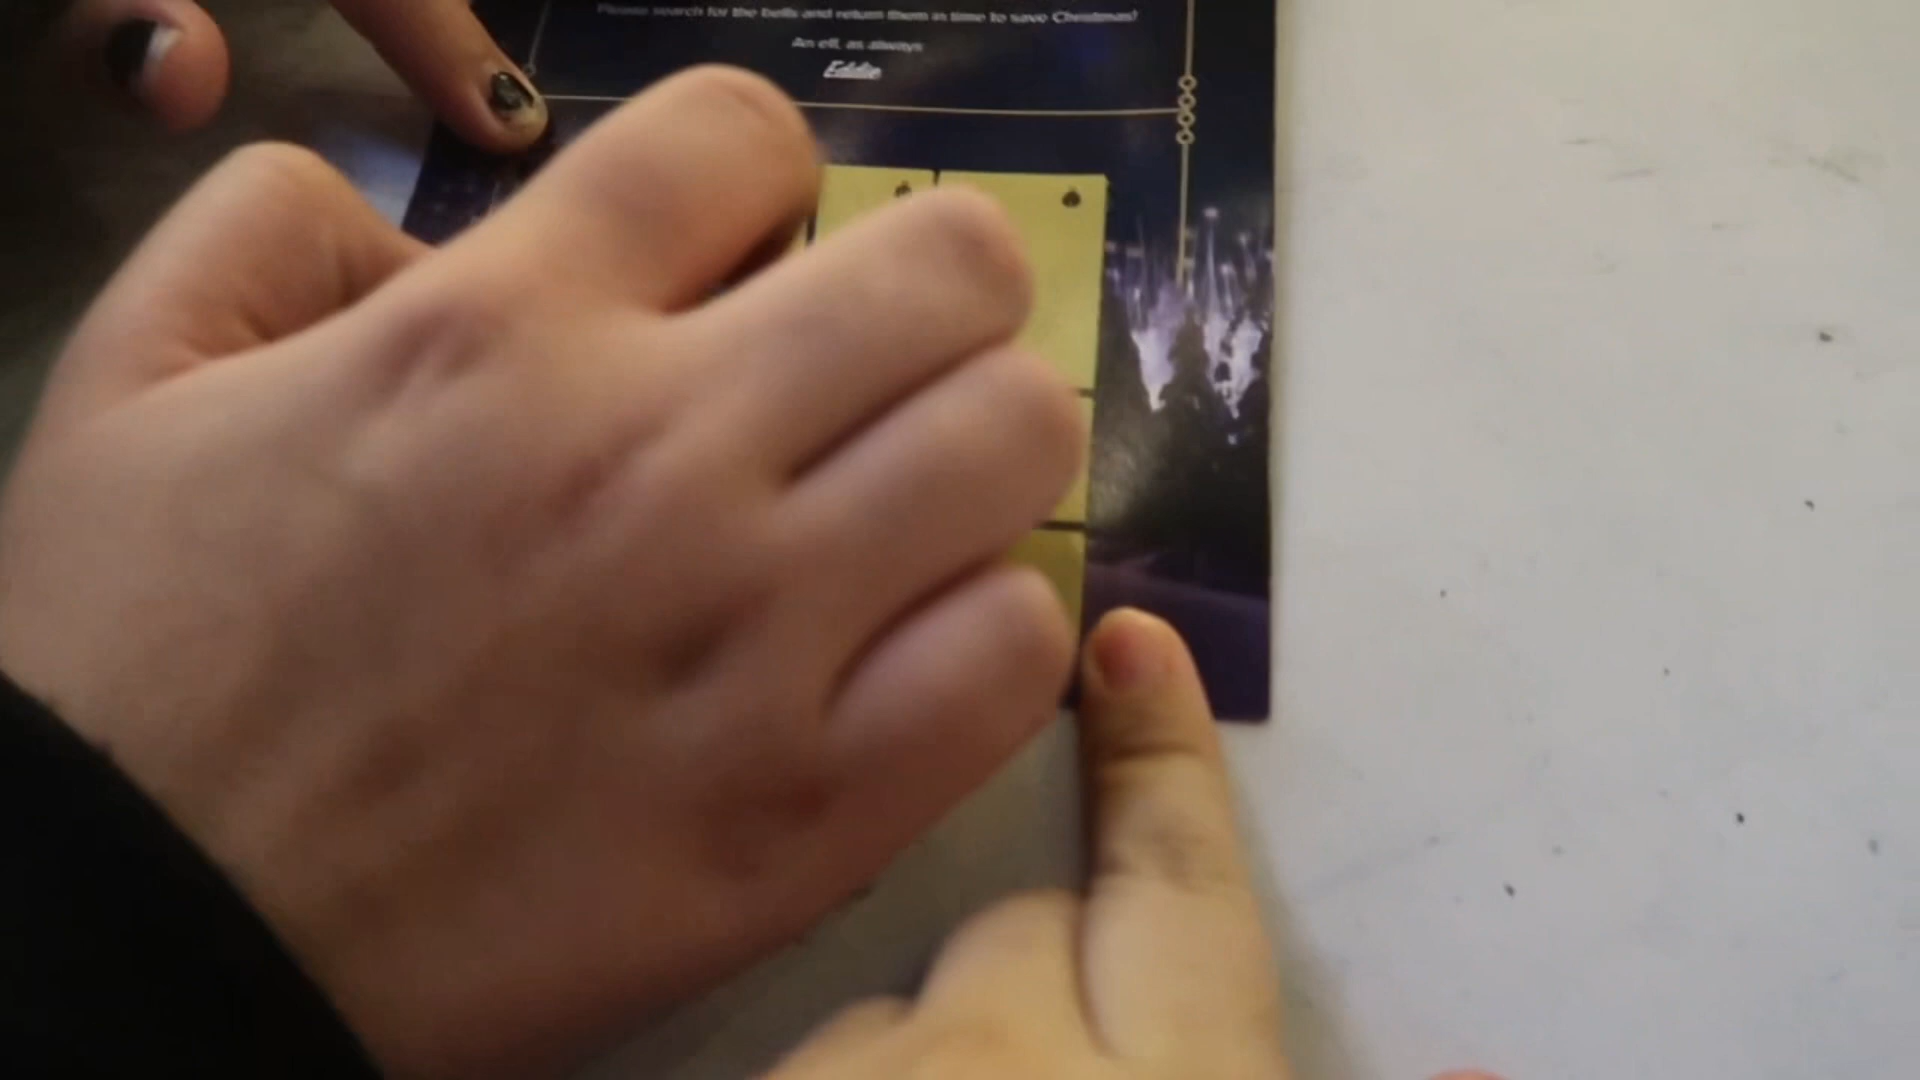 Please search for the bells and return them in time to save Christmas!
An elf, as always
Eddie